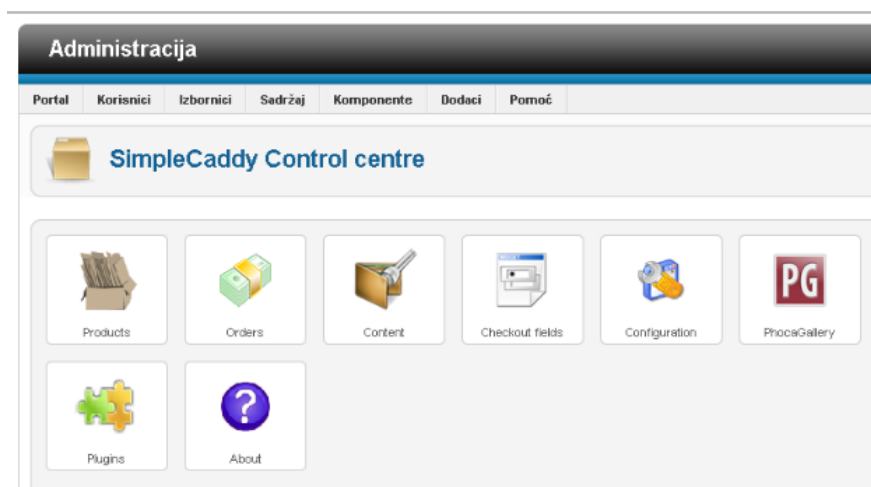 Administracija
Portal Korisnici Izbornici Sadržaj Komponente Dodaci Pomoć
SimpleCaddy Control centre
PG
Products Orders Content Checkout fields Configuration PhocaGallery
?
Plugins About